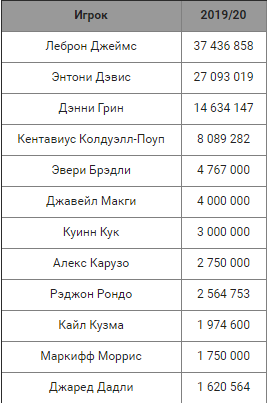 Игрок 2019/20
Леброн Джеймс 37 436 858
Энтони Дэвис 27 093 019
Дэнни Грин 14 634 147
Кентавиус Колдуэлл-Поуп 8 089 282
Эвери Брэдли 4 767 000
Джавейл Макги 4 000 000
Куинн Кук 3 000 000
Алекс Карузо 2 750 000
Рэджон Рондо 2 564 753
Кайл Кузма 1 974 600
Маркифф Моррис 1 750 000
Джаред Дадли 1 620 564